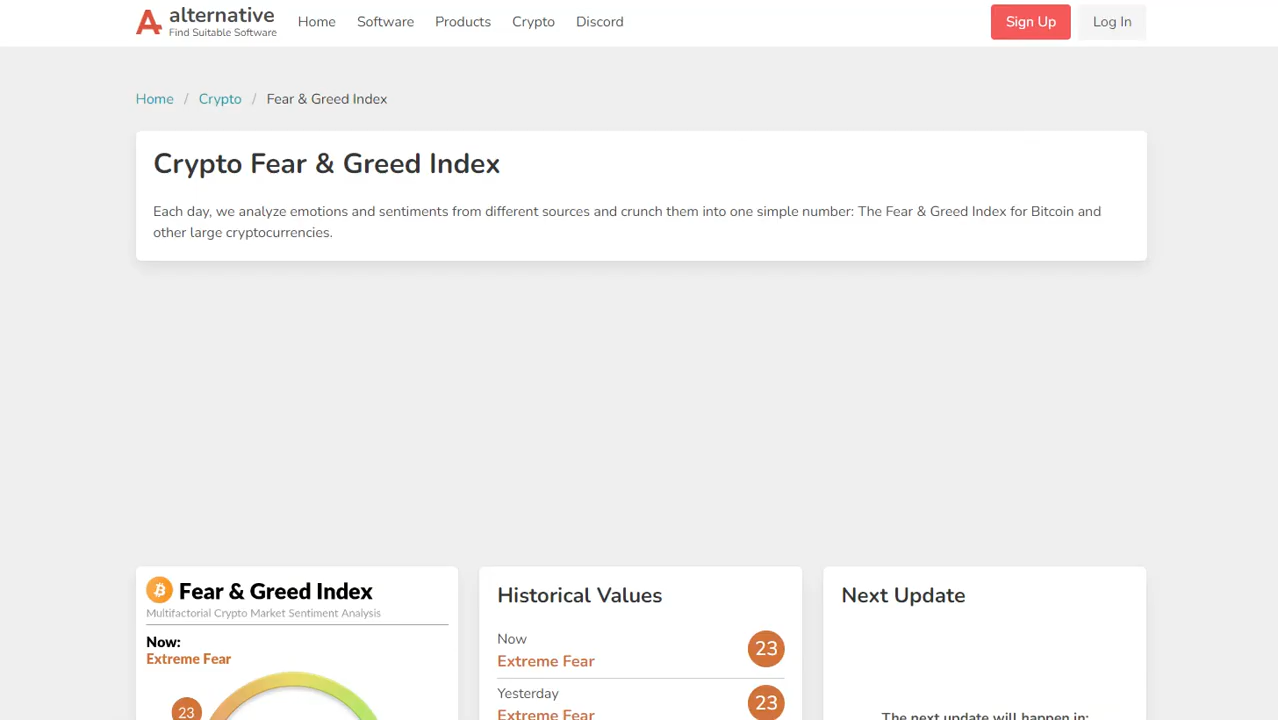 alternative
Find Suitable Software
Home Software Products Crypto Discord
Sign Up Log In
Home / Crypto / Fear & Greed Index
Crypto Fear & Greed Index
Each day, we analyze emotions and sentiments from different sources and crunch them into one simple number: The Fear & Greed Index for Bitcoin and
other large cryptocurrencies.
Fear & Greed Index
Multifactorial Crypto Market Sentiment Analysis
Now:
Extreme Fear
23
Historical Values
Now
Extreme Fear
23
Yesterday
Extreme Fear
23
Next Update
The next update will happen in: